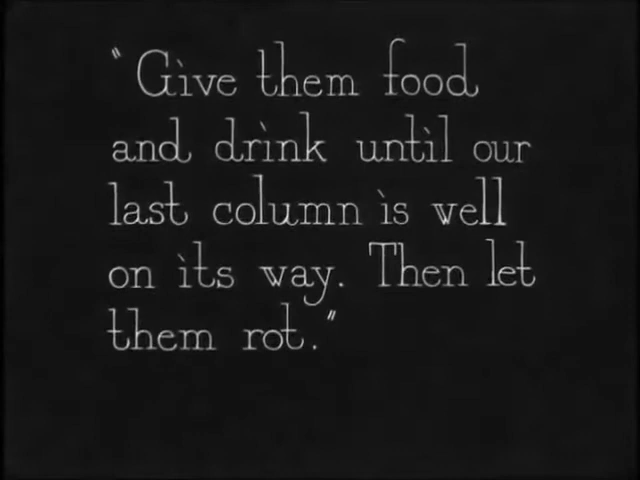 "Give them food
and drink until our
last column is well
on its way. Then let
them rot."